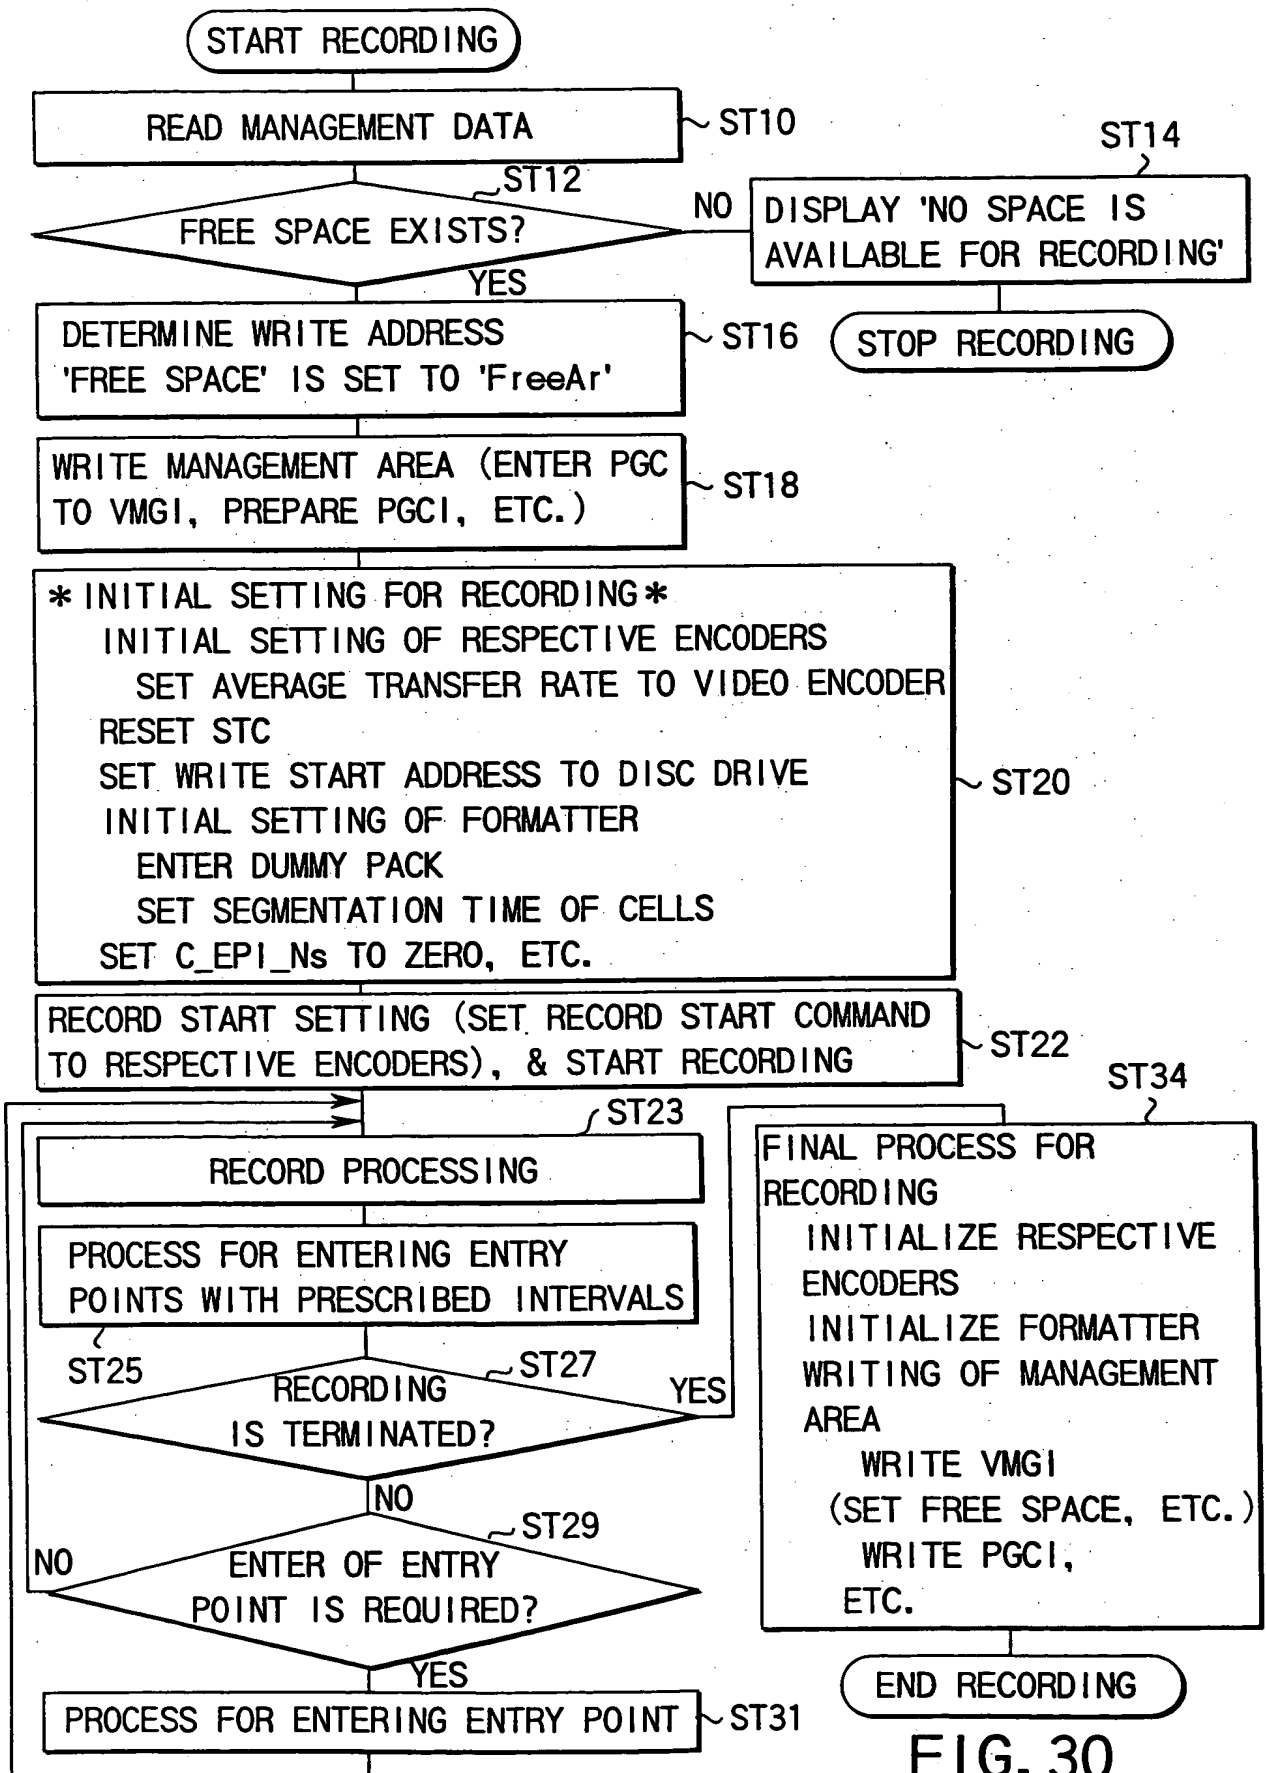 START RECORDING
READ MANAGEMENT DATA
ST10
ST12
FREE SPACE EXISTS?
NO
YES
ST14
DISPLAY 'NO SPACE IS
AVAILABLE FOR RECORDING'
STOP RECORDING
DETERMINE WRITE ADDRESS
'FREE SPACE' IS SET TO 'FreeAr'
ST16
WRITE MANAGEMENT AREA (ENTER PGC
TO VMGI, PREPARE PGCI, ETC.)
ST18
* INITIAL SETTING FOR RECORDING *
INITIAL SETTING OF RESPECTIVE ENCODERS
SET AVERAGE TRANSFER RATE TO VIDEO ENCODER
RESET STC
SET WRITE START ADDRESS TO DISC DRIVE
INITIAL SETTING OF FORMATTER
ENTER DUMMY PACK
SET SEGMENTATION TIME OF CELLS
SET C_EPI_Ns TO ZERO, ETC.
ST20
RECORD START SETTING (SET RECORD START COMMAND
TO RESPECTIVE ENCODERS), & START RECORDING
ST22
ST23
RECORD PROCESSING
PROCESS FOR ENTERING ENTRY
POINTS WITH PRESCRIBED INTERVALS
ST25
ST27
RECORDING
IS TERMINATED?
YES
NO
ST29
ENTER OF ENTRY
POINT IS REQUIRED?
NO
YES
PROCESS FOR ENTERING ENTRY POINT
ST31
ST34
FINAL PROCESS FOR
RECORDING
INITIALIZE RESPECTIVE
ENCODERS
INITIALIZE FORMATTER
WRITING OF MANAGEMENT
AREA
WRITE VMGI
(SET FREE SPACE, ETC.)
WRITE PGCI,
ETC.
END RECORDING
FIG. 30